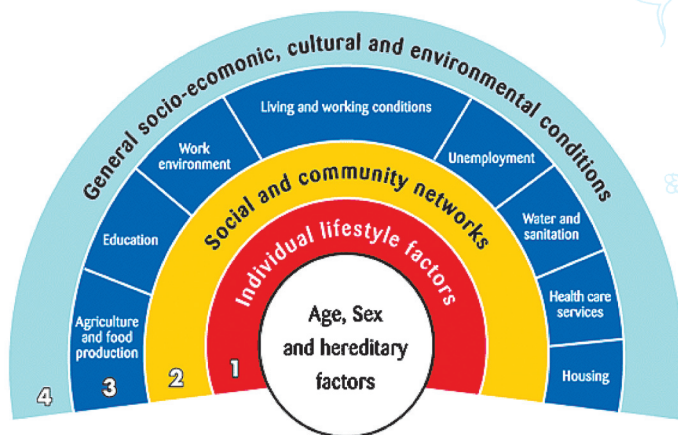 General socio-ecomonic, cultural and environmental conditions
Living and working conditions
Work
environment
Unemployment
Education
Water and
sanitation
Agriculture
and food
production
Health care
services
Housing
Social and community networks
Individual lifestyle factors
Age, Sex
and hereditary
factors
4
3
2
1